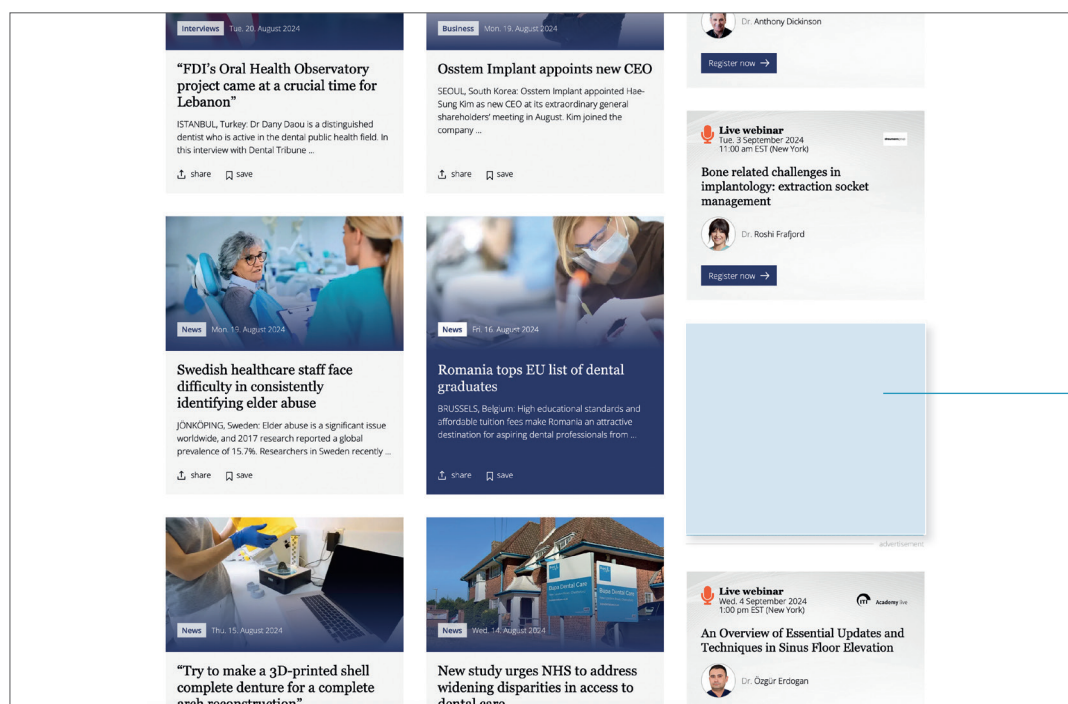 Interviews Tue. 20. August 2024
“FDI’s Oral Health Observatory
project came at a crucial time for
Lebanon”
ISTANBUL, Turkey: Dr Dany Daou is a distinguished
dentist who is active in the dental public health field. In
this interview with Dental Tribune ...
share save
Business Mon. 19. August 2024
Osstem Implant appoints new CEO
SEOUL, South Korea: Osstem Implant appointed Hae-
Sung Kim as new CEO at its extraordinary general
shareholders’ meeting in August. Kim joined the
company ...
share save
Dr. Anthony Dickinson
Register now
Live webinar
Tue. 3 September 2024
11:00 am EST (New York)
Bone related challenges in
implantology: extraction socket
management
Dr. Roshi Frafjord
Register now
News Mon. 19. August 2024
Swedish healthcare staff face
difficulty in consistently
identifying elder abuse
JÖNKÖPING, Sweden: Elder abuse is a significant issue
worldwide, and 2017 research reported a global
prevalence of 15.7%. Researchers in Sweden recently ...
share save
News Fri. 16. August 2024
Romania tops EU list of dental
graduates
BRUSSELS, Belgium: High educational standards and
affordable tuition fees make Romania an attractive
destination for aspiring dental professionals from ...
share save
advertisement
News Thu. 15. August 2024
“Try to make a 3D-printed shell
complete denture for a complete
arch reconstruction”
News Wed. 14. August 2024
Ibapa Dental Care
New study urges NHS to address
widening disparities in access to
dental care
Live webinar
Wed. 4 September 2024
1:00 pm EST (New York)
Academy live
An Overview of Essential Updates and
Techniques in Sinus Floor Elevation
Dr. Özgür Erdogan